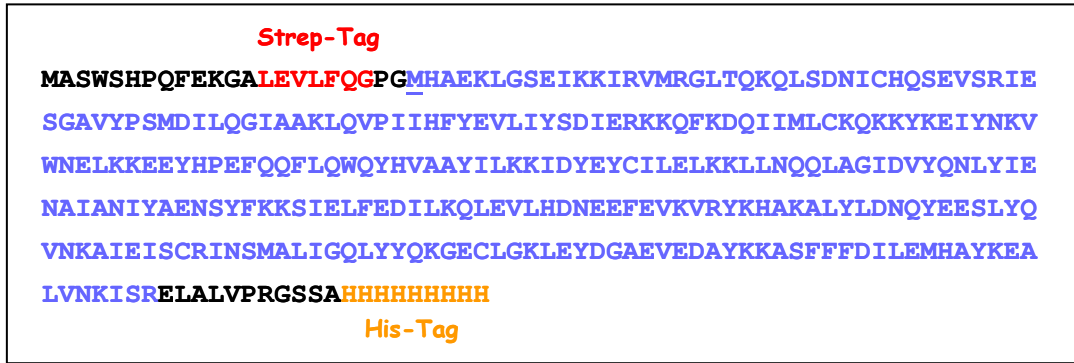 Strep-Tag
MASWSHPQFEKGALEVLFQGPGMHAEKLGSEIKKIRVMRGLTQKQLSDNICHQSEVSRIE
SGAVYPSMDILQGIAAKLQVPIIHFYEVLIYSDIERKKQFKDQIIMLCKQKKYKEIYNKV
WNELKKEEYHPEFQQFLQWQYHVAAYILKKIDYEYCILELKKLLNQQLAGIDVYQNLYIE
NAIANIYAENSYFKKSIELFEDILKQLEVLHDNEEFEVKVRYKHAKALYLDNQYEESLYQ
VNKAIEISCRINSMALIGQLYYQKGECLGKLEYDGAEVEDAYKKASFFFDILEMHAYKEA
LVNKISRELALVPRGSSAHHHHHHHHH
His-Tag